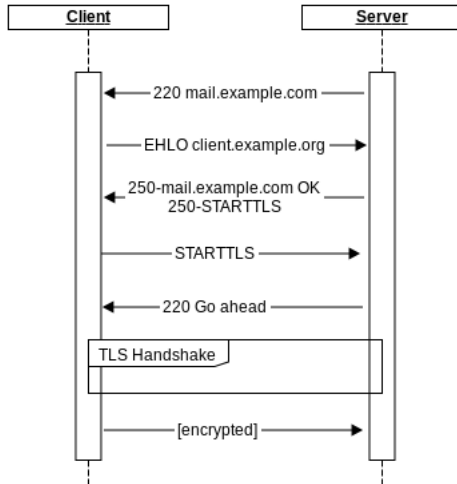 Client
Server
220 mail.example.com
EHLO client.example.org
250-mail.example.com OK
250-STARTTLS
STARTTLS
220 Go ahead
TLS Handshake
[encrypted]